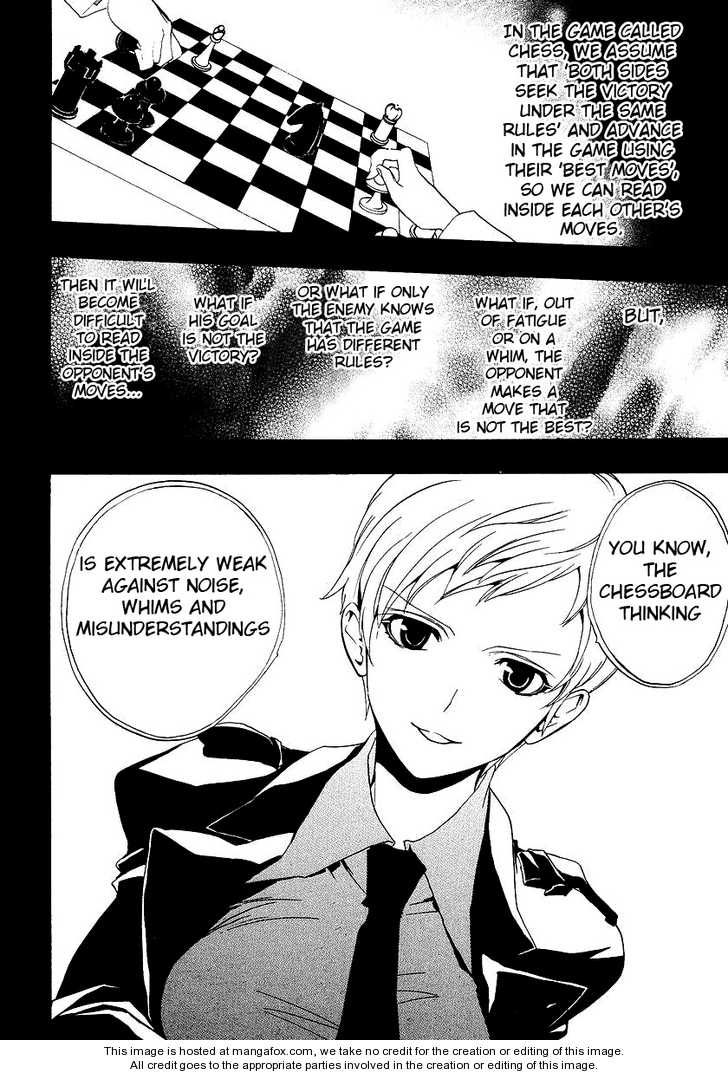 IN THE GAME CALLED
CHESS, WE ASSUME
THAT 'BOTH SIDES
SEEK THE VICTORY
UNDER THE SAME
RULES' AND ADVANCE
IN THE GAME USING
THEIR 'BEST MOVES',
SO WE CAN READ
INSIDE EACH OTHER'S
MOVES.
BUT,
WHAT IF, OUT
OF FATIGUE
OR ON A
WHIM, THE
OPPONENT
MAKES A
MOVE THAT
IS NOT THE BEST?
OR WHAT IF ONLY
THE ENEMY KNOWS
THAT THE GAME
HAS DIFFERENT
RULES?
WHAT IF
HIS GOAL
IS NOT THE
VICTORY?
THEN IT WILL
BECOME
DIFFICULT
TO READ
INSIDE THE
OPPONENT'S
MOVES...
YOU KNOW,
THE
CHESSBOARD
THINKING
IS EXTREMELY WEAK
AGAINST NOISE,
WHIMS AND
MISUNDERSTANDINGS
This image is hosted at mangafox.com, we take no credit for the creation or editing of this image.
All credit goes to the appropriate parties involved in the creation or editing of this image.